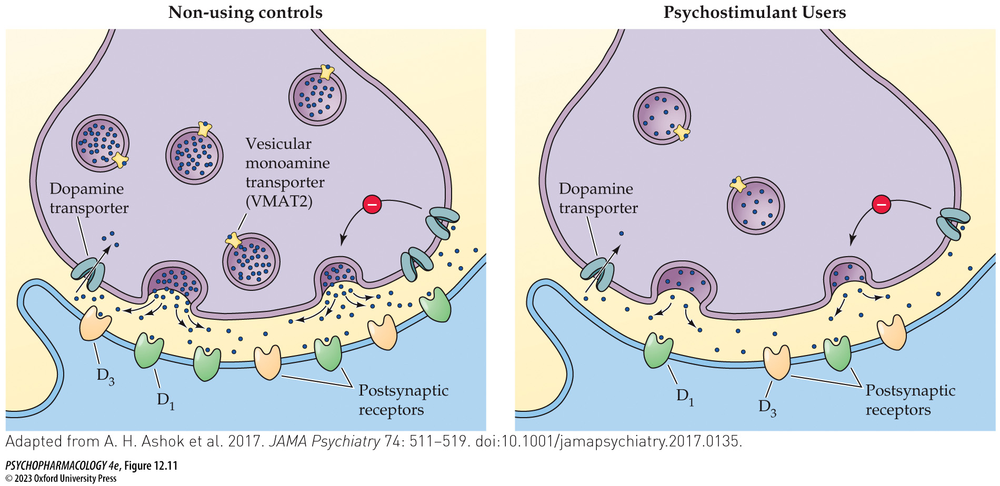 Non-using controls
Vesicular
monoamine
transporter
(VMAT2)
Dopamine
transporter
–
D3
D1
Postsynaptic
receptors
Psychostimulant Users
Dopamine
transporter
–
D1
D3
Postsynaptic
receptors
Adapted from A. H. Ashok et al. 2017. JAMA Psychiatry 74: 511–519. doi:10.1001/jamapsychiatry.2017.0135.
PSYCHOPHARMACOLOGY 4e, Figure 12.11
© 2023 Oxford University Press